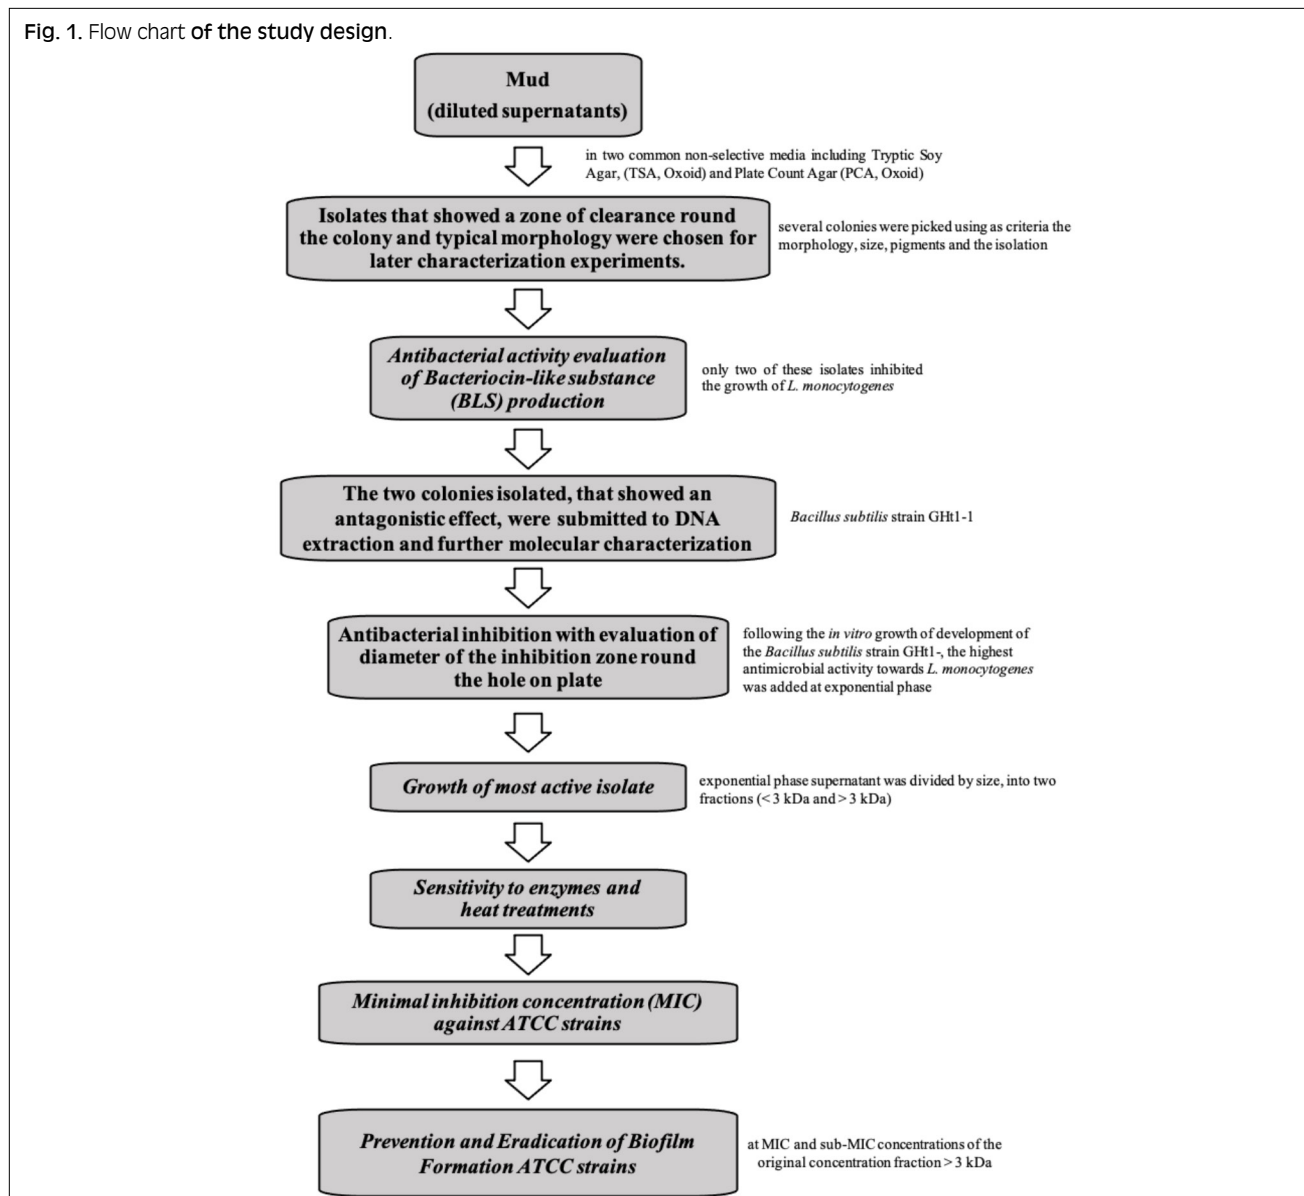 Fig. 1. Flow chart of the study design.
Mud
(diluted supernatants)
in two common non-selective media including Tryptic Soy
Agar, (TSA, Oxoid) and Plate Count Agar (PCA, Oxoid)
Isolates that showed a zone of clearance round
the colony and typical morphology were chosen for
later characterization experiments.
several colonies were picked using as criteria the
morphology, size, pigments and the isolation
Antibacterial activity evaluation
of Bacteriocin-like substance
(BLS) production
only two of these isolates inhibited
the growth of L. monocytogenes
The two colonies isolated, that showed an
antagonistic effect, were submitted to DNA
extraction and further molecular characterization
Bacillus subtilis strain GHt1-1
Antibacterial inhibition with evaluation of
diameter of the inhibition zone round
the hole on plate
following the in vitro growth of development of
the Bacillus subtilis strain GHt1-, the highest
antimicrobial activity towards L. monocytogenes
was added at exponential phase
Growth of most active isolate
exponential phase supernatant was divided by size, into two
fractions (< 3 kDa and > 3 kDa)
Sensitivity to enzymes and
heat treatments
Minimal inhibition concentration (MIC)
against ATCC strains
Prevention and Eradication of Biofilm
Formation ATCC strains
at MIC and sub-MIC concentrations of the
original concentration fraction > 3 kDa